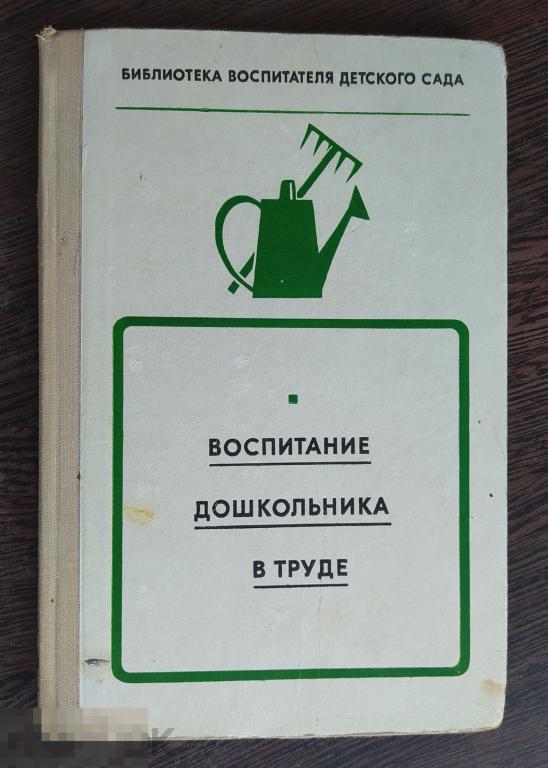 БИБЛИОТЕКА ВОСПИТАТЕЛЯ ДЕТСКОГО САДА
ВОСПИТАНИЕ
ДОШКОЛЬНИКА
В ТРУДЕ